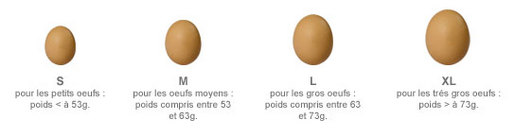 S
pour les petits oeufs :
poids < à 53g.
M
pour les oeufs moyens :
poids compris entre 53
et 63g.
L
pour les gros oeufs :
poids compris entre 63
et 73g.
XL
pour les trés gros oeufs :
poids > à 73g.